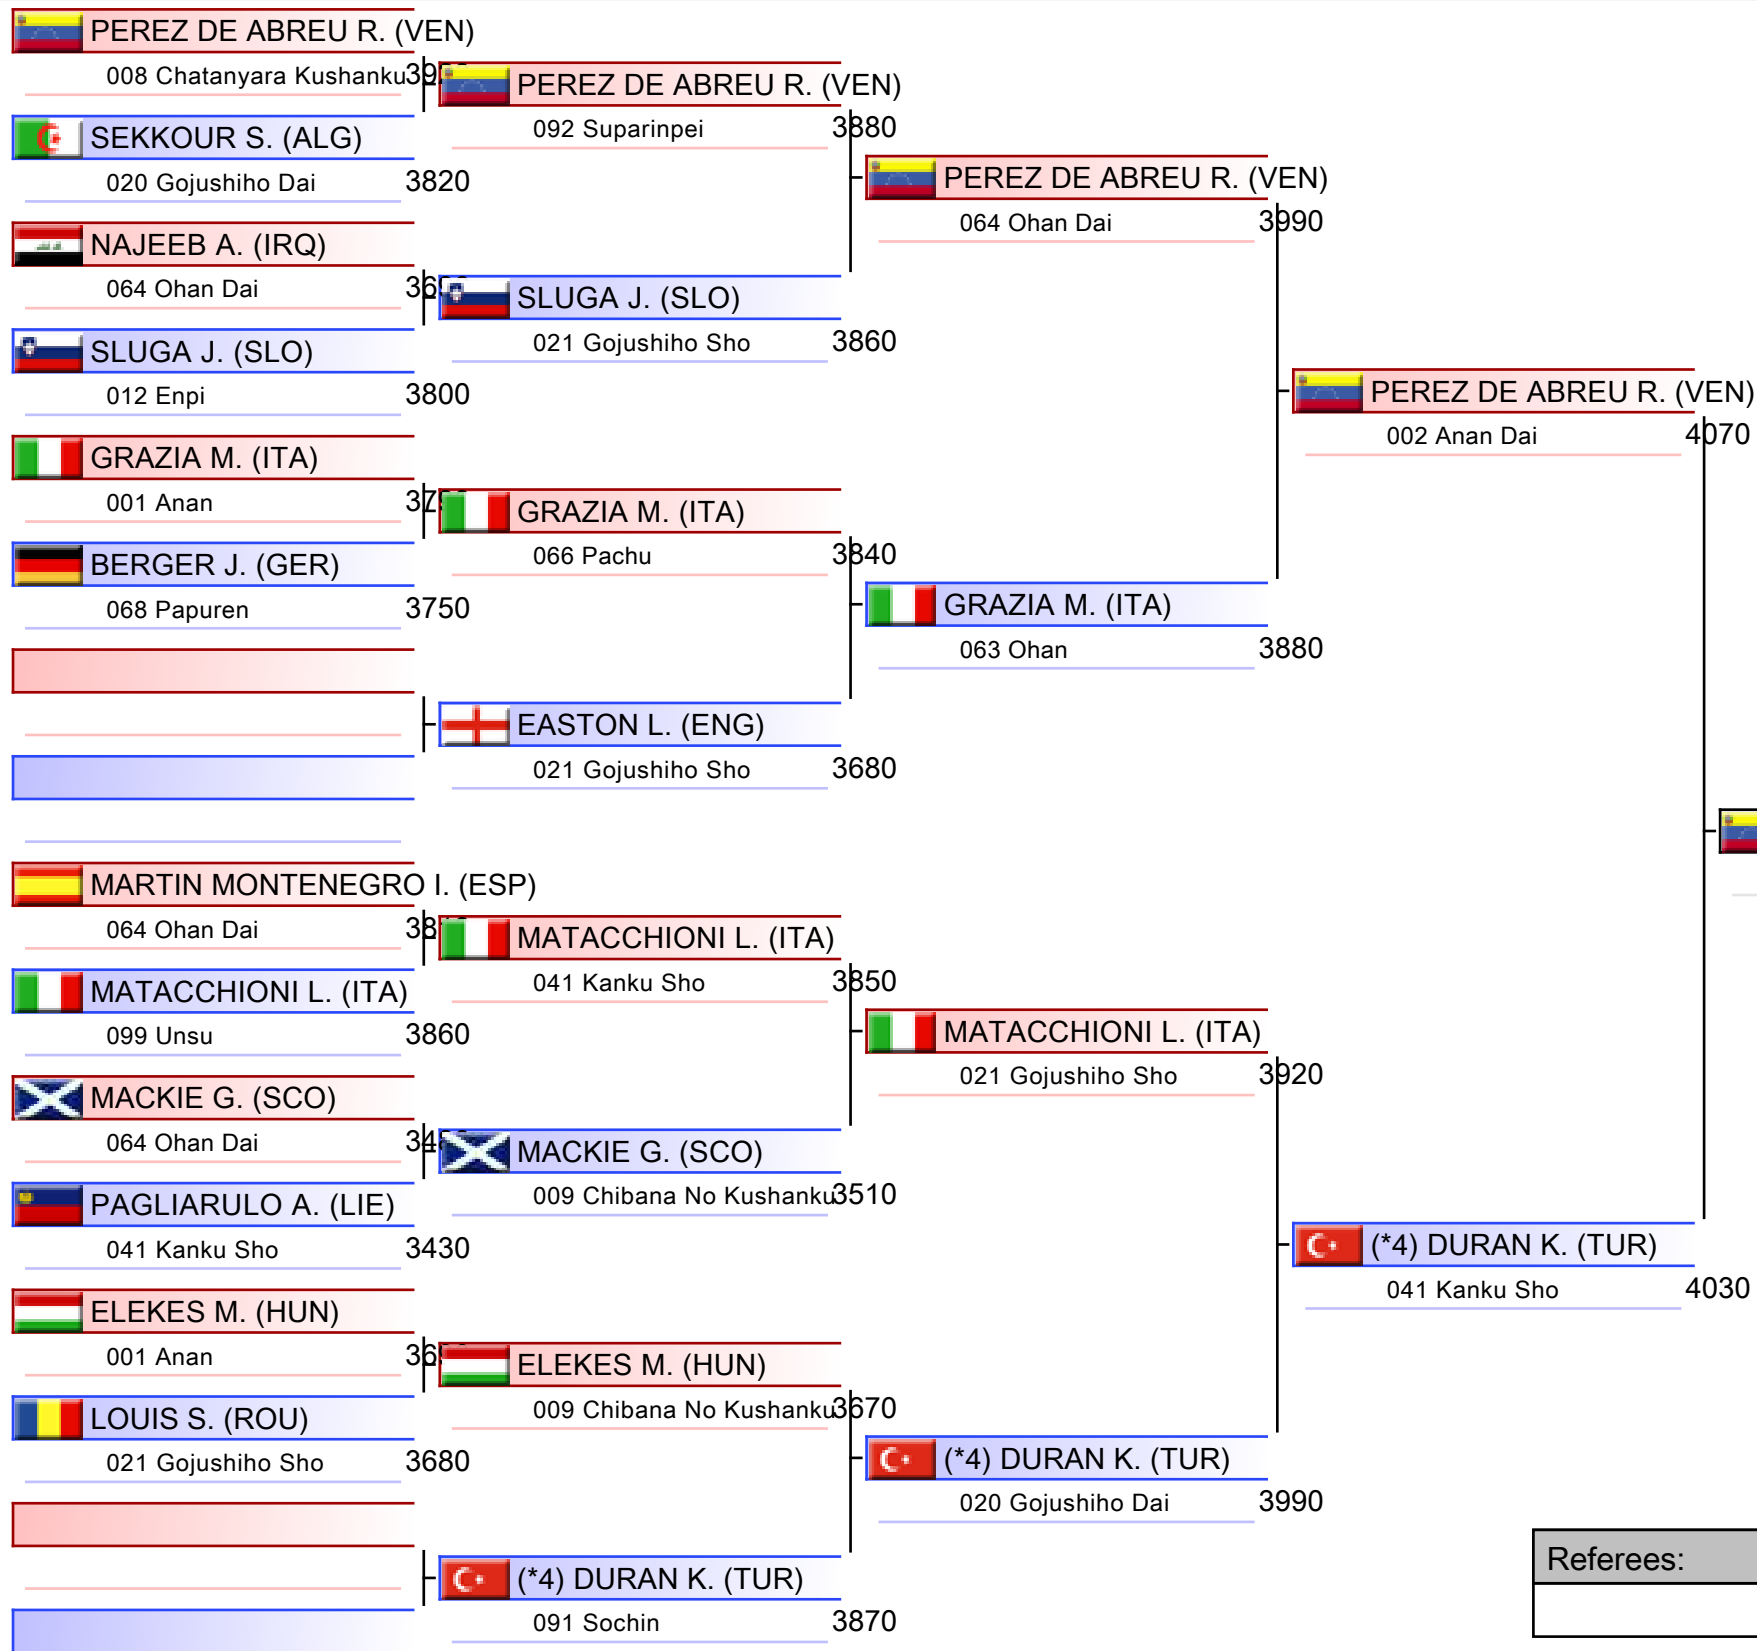 PEREZ DE ABREU R. (VEN)
008 Chatanyara Kushanku
SEKKOUR S. (ALG)
020 Gojushiho Dai 3820
NAJEEB A. (IRQ)
064 Ohan Dai
SLUGA J. (SLO)
012 Enpi 3800
GRAZIA M. (ITA)
001 Anan
BERGER J. (GER)
068 Papuren 3750
MARTIN MONTENEGRO I. (ESP)
064 Ohan Dai
MATACCHIONI L. (ITA)
099 Unsu 3860
MACKIE G. (SCO)
064 Ohan Dai
PAGLIARULO A. (LIE)
041 Kanku Sho 3430
ELEKES M. (HUN)
001 Anan
LOUIS S. (ROU)
021 Gojushiho Sho 3680
PEREZ DE ABREU R. (VEN)
092 Suparinpei 3880
SLUGA J. (SLO)
021 Gojushiho Sho 3860
GRAZIA M. (ITA)
066 Pachu 3840
EASTON L. (ENG)
021 Gojushiho Sho 3680
MATACCHIONI L. (ITA)
041 Kanku Sho 3850
MACKIE G. (SCO)
009 Chibana No Kushanku 3510
ELEKES M. (HUN)
009 Chibana No Kushanku 3670
(*4) DURAN K. (TUR)
091 Sochin 3870
PEREZ DE ABREU R. (VEN)
064 Ohan Dai 3990
GRAZIA M. (ITA)
063 Ohan 3880
MATACCHIONI L. (ITA)
021 Gojushiho Sho 3920
(*4) DURAN K. (TUR)
020 Gojushiho Dai 3990
PEREZ DE ABREU R. (VEN)
002 Anan Dai 4070
(*4) DURAN K. (TUR)
041 Kanku Sho 4030
Referees: